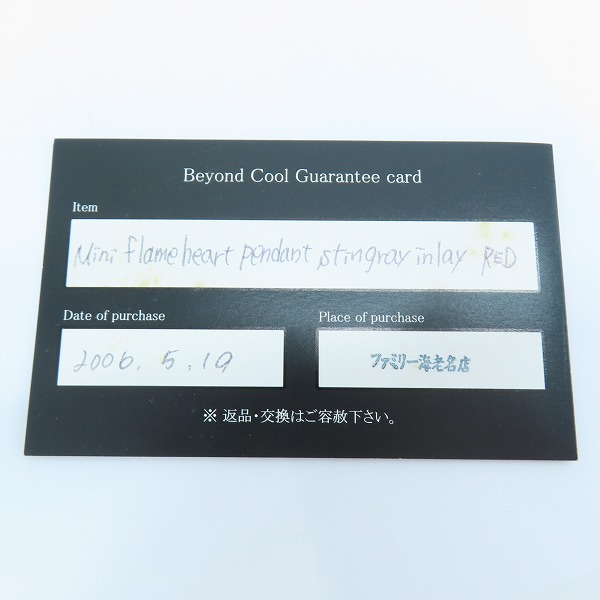 Beyond Cool Guarantee card
Item
Mini flame heart pendant stingray inlay RED
Date of purchase
2006. 5. 19
Place of purchase
ファミリー海老名店
※ 返品・交換はご容赦下さい。